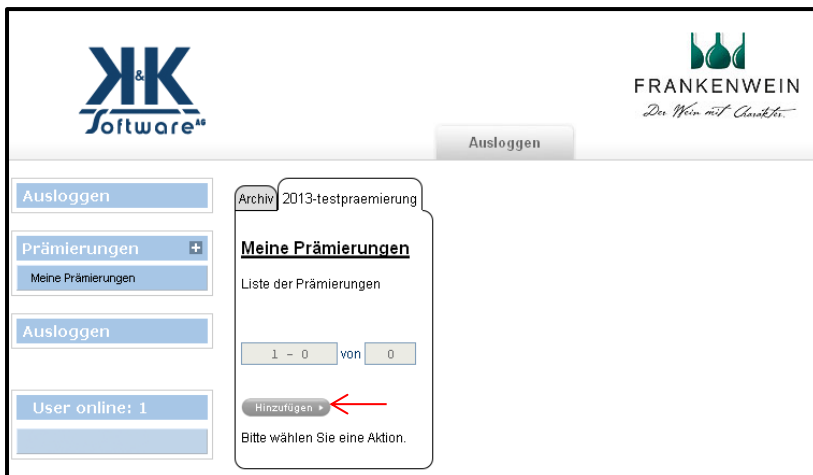 K&K
Software AG
FRANKENWEIN
Der Wein mit Charakter.
Ausloggen
Ausloggen
Prämierungen
Meine Prämierungen
Ausloggen
User online: 1
Archiv 2013-testpraemierung
Meine Prämierungen
Liste der Prämierungen
1 - 0 von 0
Hinzufügen
Bitte wählen Sie eine Aktion.